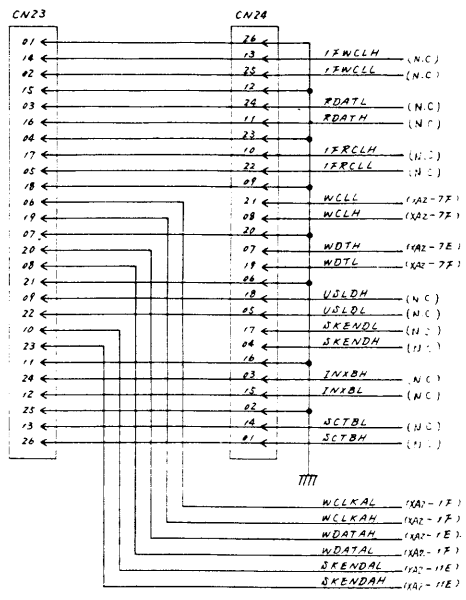 CN23 CN24
01 26
14 13 1FWCLH (N.C)
02 25 1FWCLL (N.C)
15 12
03 24 RDATL (N.C)
16 11 RDATH (N.C)
04 23
17 10 1FRCLH (N.C)
05 22 1FRCLL (N.C)
18 09
06 21 WCLL (XA2-7F)
19 08 WCLH (XA2-7F)
07 20
20 07 WDTH (XA2-7E)
08 19 WDTL (XA2-7F)
21 06
09 18 USLDH (N.C)
22 05 USLDL (N.C)
10 17 SKENDL (N.C)
23 04 SKENDH (N.C)
11 16
24 03 INXBH (N.C)
12 15 INXBL (N.C)
25 02
13 14 SCTBL (N.C)
26 01 SCTBH (N.C)
WCLKAL (XA2-1F)
WCLKAH (XA2-1F)
WDATAH (XA2-1E)
WDATAL (XA2-1F)
SKENDAL (XA2-11E)
SKENDAH (XA2-11E)